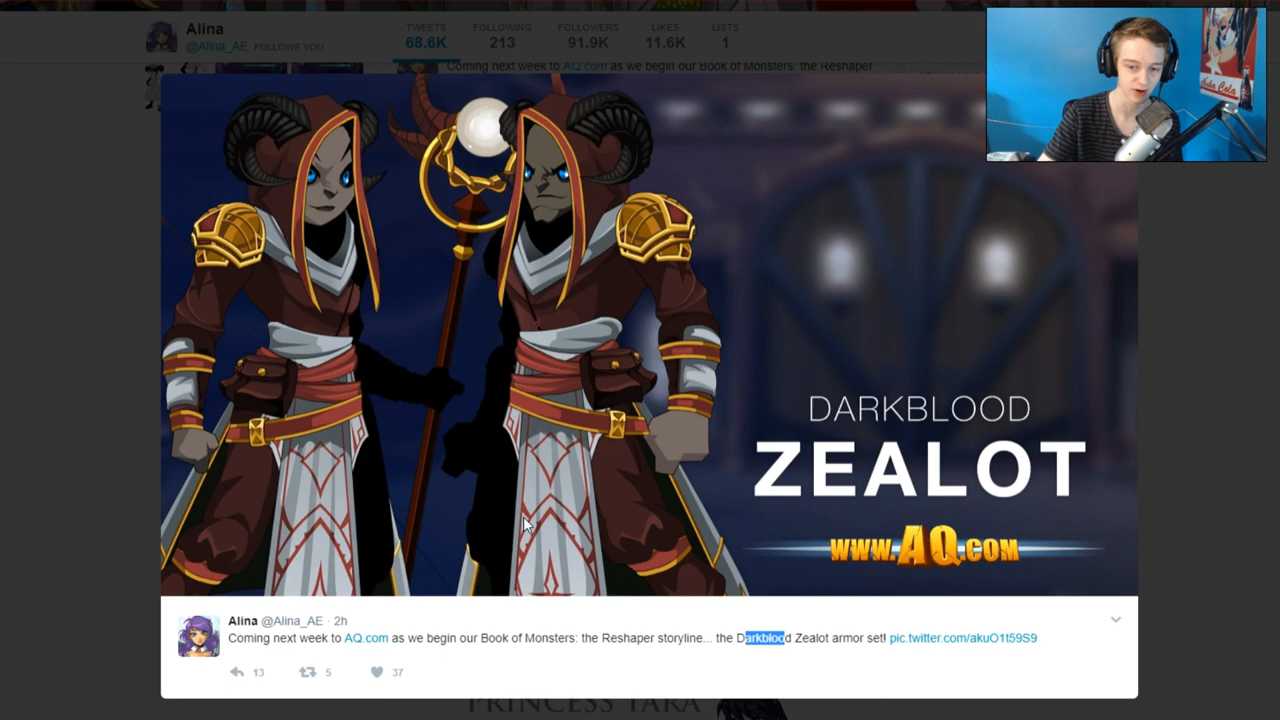 Alina
@Alina_AE FOLLOWS YOU
TWEETS
68.6K
FOLLOWING
213
FOLLOWERS
91.9K
LIKES
11.6K
LISTS
1
Coming next week to AQ.com as we begin our Book of Monsters: the Reshaper
Nuka Cola
DARKBLOOD
ZEALOT
WWW.AQ.COM
Alina @Alina_AE · 2h
Coming next week to AQ.com as we begin our Book of Monsters: the Reshaper storyline... the Darkblood Zealot armor set! pic.twitter.com/akuO1t59S9
13 5 37
PRINCESS TARA